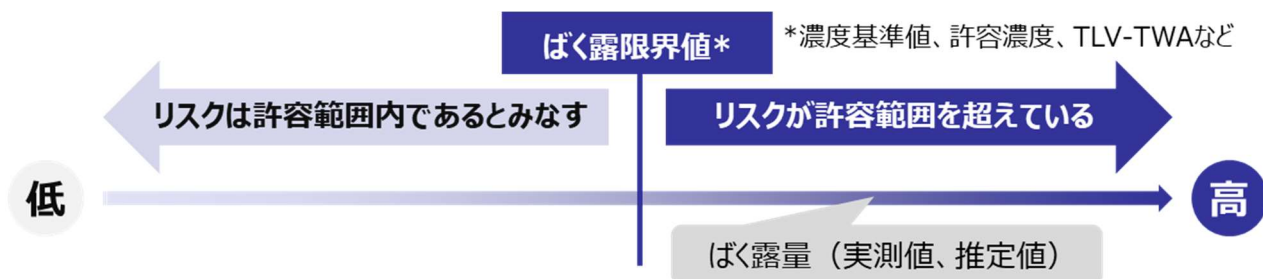 ばく露限界値*
*濃度基準値、許容濃度、TLV-TWAなど
リスクは許容範囲内であるとみなす
リスクが許容範囲を超えている
低
高
ばく露量（実測値、推定値）